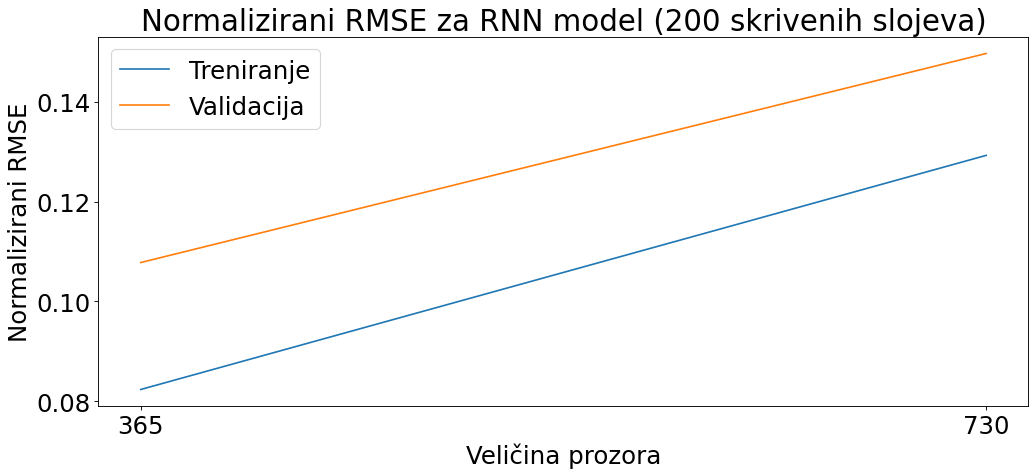 Normalizirani RMSE za RNN model (200 skrivenih slojeva)
Treniranje
Validacija
Normalizirani RMSE
0.14
0.12
0.10
0.08
365
730
Veličina prozora